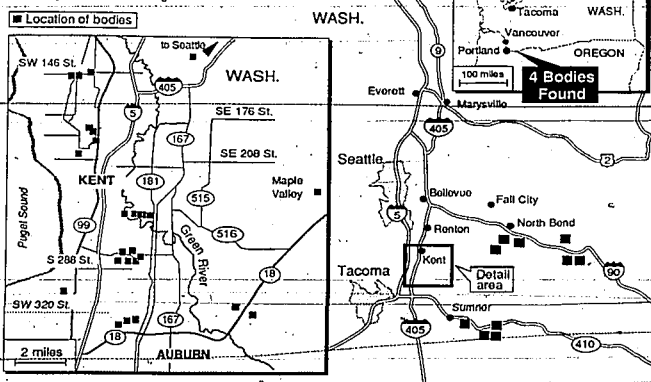 Location of bodies
WASH.
Tacoma
WASH.
Vancouver
Portland
OREGON
100 miles
4 Bodies
Found
to Seattle
SW 146 St.
WASH.
405
5
SE 176 St.
167
SE 208 St.
KENT
181
Maple
Valley
515
Puget Sound
99
516
Green River
S 288 St.
18
SW 320 St.
167
18
2 miles
AUBURN
9
Everett
Marysville
405
2
Seattle
Bellevue
Fall City
5
North Bend
Renton
Kent
Detail
area
90
Tacoma
Sumner
405
410